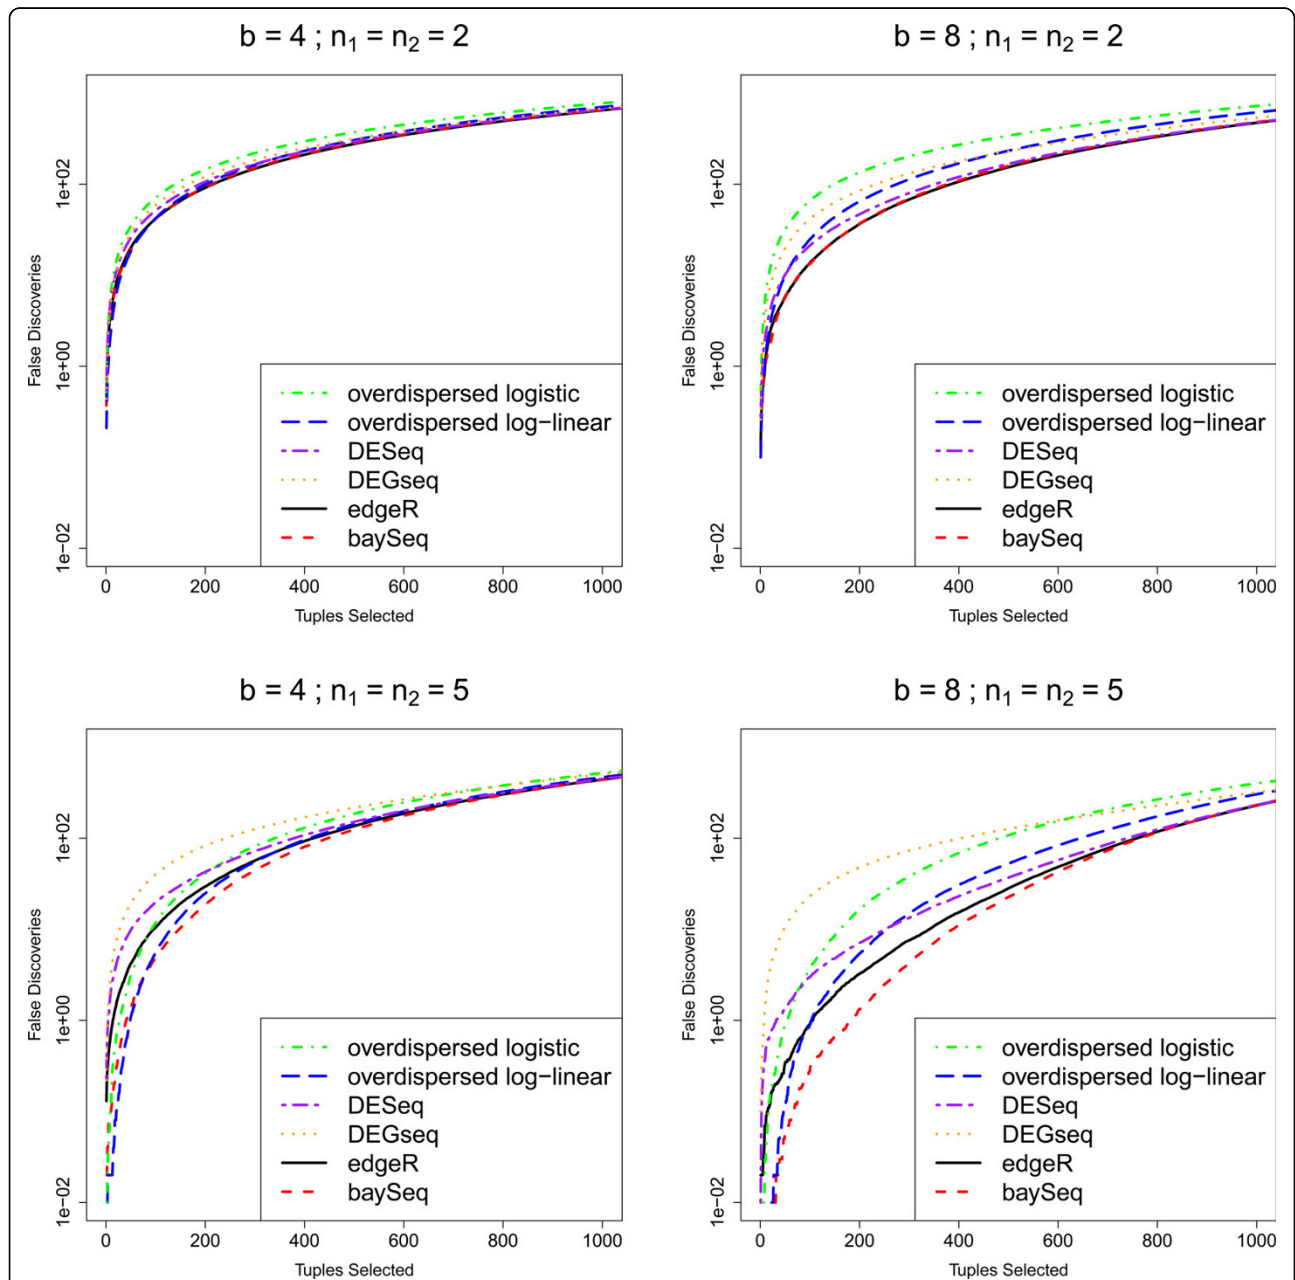 b = 4 ; n₁ = n₂ = 2
False Discoveries
1e+02
1e+00
1e−02
overdispersed logistic
overdispersed log−linear
DESeq
DEGseq
edgeR
baySeq
0 200 400 600 800 1000
Tuples Selected
b = 8 ; n₁ = n₂ = 2
False Discoveries
1e+02
1e+00
1e−02
overdispersed logistic
overdispersed log−linear
DESeq
DEGseq
edgeR
baySeq
0 200 400 600 800 1000
Tuples Selected
b = 4 ; n₁ = n₂ = 5
False Discoveries
1e+02
1e+00
1e−02
overdispersed logistic
overdispersed log−linear
DESeq
DEGseq
edgeR
baySeq
0 200 400 600 800 1000
Tuples Selected
b = 8 ; n₁ = n₂ = 5
False Discoveries
1e+02
1e+00
1e−02
overdispersed logistic
overdispersed log−linear
DESeq
DEGseq
edgeR
baySeq
0 200 400 600 800 1000
Tuples Selected